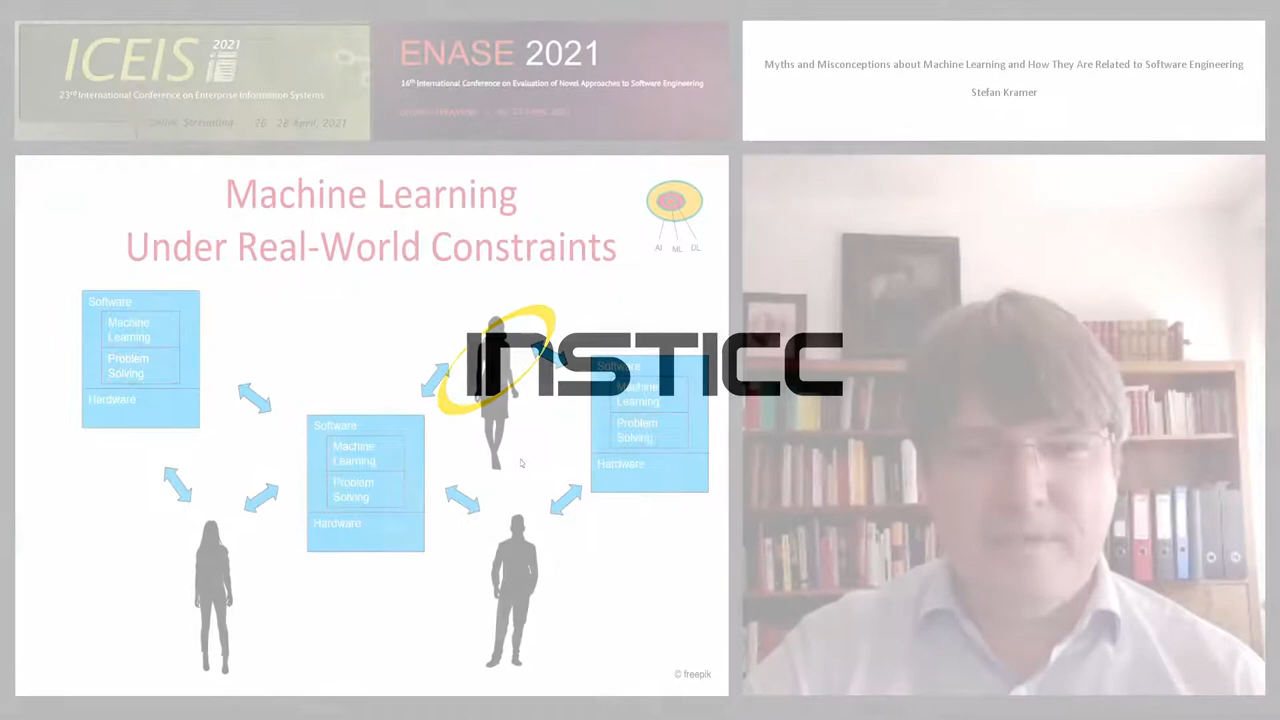 ICEIS 2021
23rd International Conference on Enterprise Information Systems
Online Streaming 26 - 28 April, 2021
ENASE 2021
16th International Conference on Evaluation of Novel Approaches to Software Engineering
Myths and Misconceptions about Machine Learning and How They Are Related to Software Engineering
Stefan Kramer
Machine Learning
Under Real-World Constraints
AI ML DL
Software
Machine
Learning
Problem
Solving
Hardware
INSTICC
Software
Machine
Learning
Problem
Solving
Hardware
Software
Machine
Learning
Problem
Solving
Hardware
© freepik